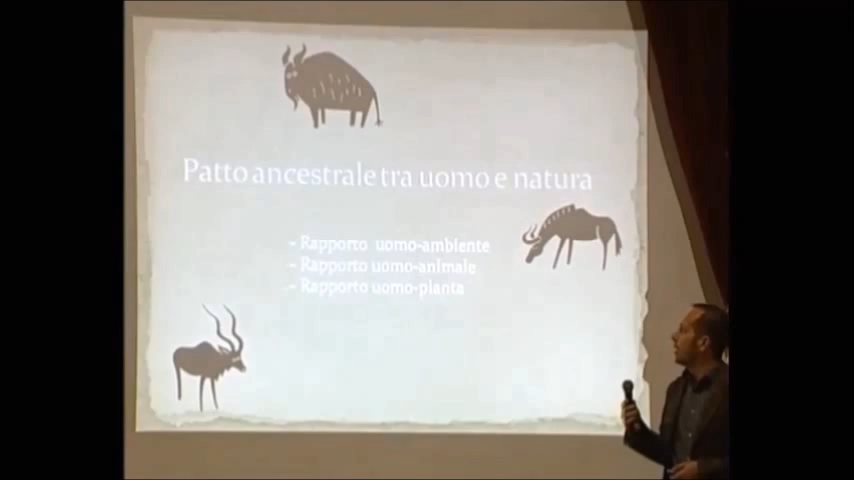 Patto ancestrale tra uomo e natura
- Rapporto uomo-ambiente
- Rapporto uomo-animale
- Rapporto uomo-pianta